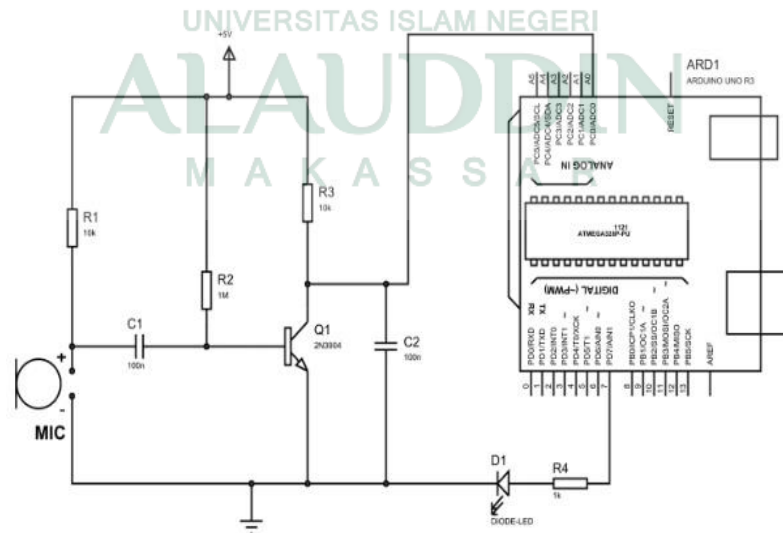 UNIVERSITAS ISLAM NEGERI
ALAUDDIN
MAKASSAR
+5V
R1
10k
R2
1M
R3
10k
C1
100n
Q1
2N3904
C2
100n
+
-
MIC
D1
DIODE-LED
R4
1k
ARD1
ARDUINO UNO R3
A5
A4
A3
A2
A1
A0
PC5/ADC5/SCL
PC4/ADC4/SDA
PC3/ADC3
PC2/ADC2
PC1/ADC1
PC0/ADC0
RESET
ANALOG IN
1121
ATMEGA328P-PU
DIGITAL (~PWM)
RX
TX
PD0/RXD
PD1/TXD
PD2/INT0
PD3/INT1 ~
PD4/T0/XCK
PD5/T1 ~
PD6/AIN0 ~
PD7/AIN1
PB0/ICP1/CLKO
PB1/OC1A ~
PB2/SS/OC1B ~
PB3/MOSI/OC2A ~
PB4/MISO
PB5/SCK
AREF
0
1
2
3
4
5
6
7
8
9
10
11
12
13